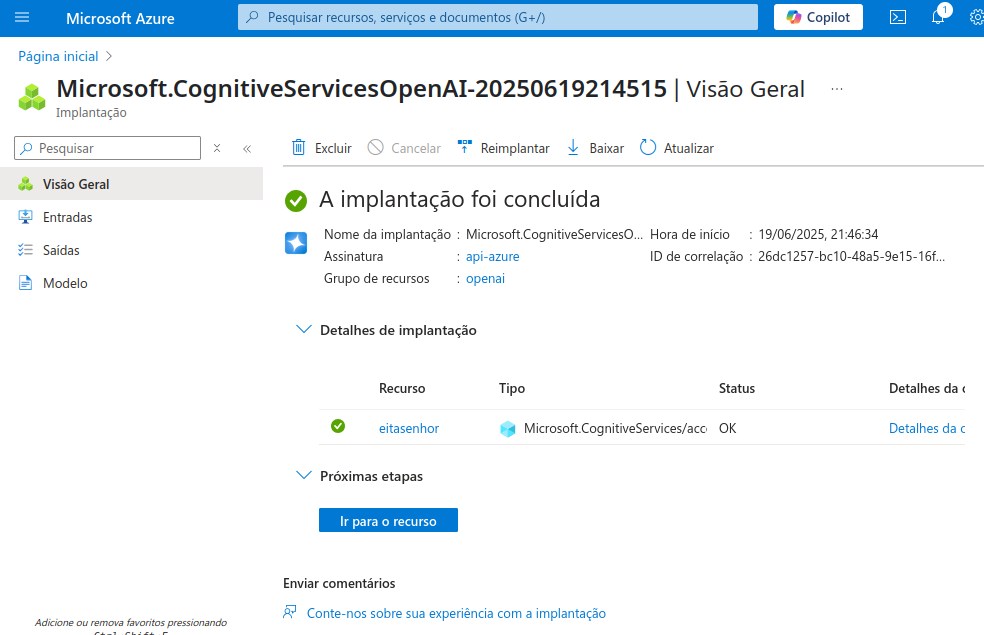 Microsoft Azure
Pesquisar recursos, serviços e documentos (G+/)
Copilot
1
Página inicial
Microsoft.CognitiveServicesOpenAI-20250619214515 | Visão Geral ...
Implantação
Pesquisar
Excluir
Cancelar
Reimplantar
Baixar
Atualizar
Visão Geral
Entradas
Saídas
Modelo
A implantação foi concluída
Nome da implantação : Microsoft.CognitiveServicesO... Hora de início : 19/06/2025, 21:46:34
Assinatura : api-azure ID de correlação : 26dc1257-bc10-48a5-9e15-16f...
Grupo de recursos : openai
Detalhes de implantação
Recurso Tipo Status Detalhes da
eitasenhor Microsoft.CognitiveServices/acc OK Detalhes da
Próximas etapas
Ir para o recurso
Enviar comentários
Conte-nos sobre sua experiência com a implantação
Adicione ou remova favoritos pressionando
Ctrl+Shift+F